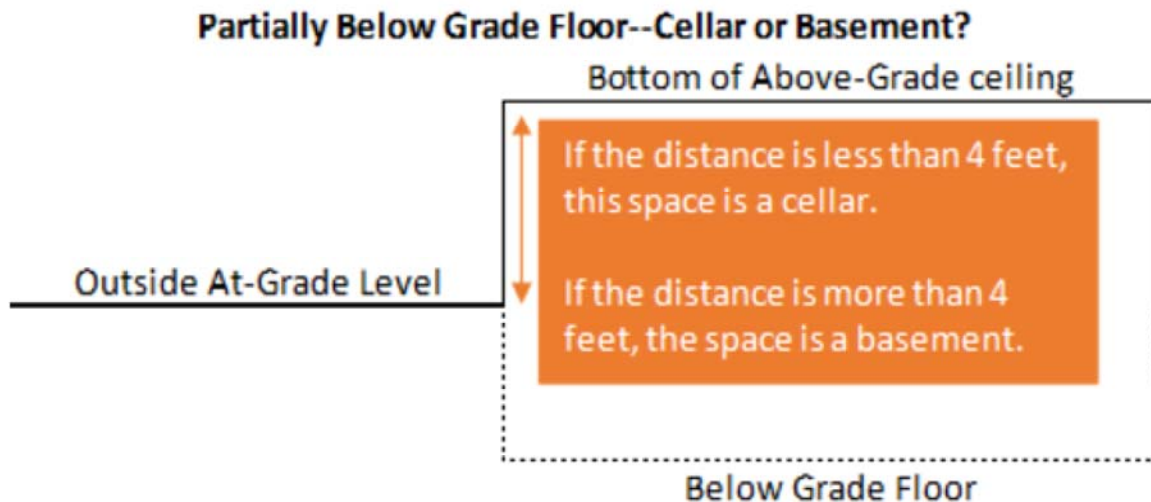 Partially Below Grade Floor--Cellar or Basement?
Bottom of Above-Grade ceiling
If the distance is less than 4 feet,
this space is a cellar.
Outside At-Grade Level
If the distance is more than 4
feet, the space is a basement.
Below Grade Floor